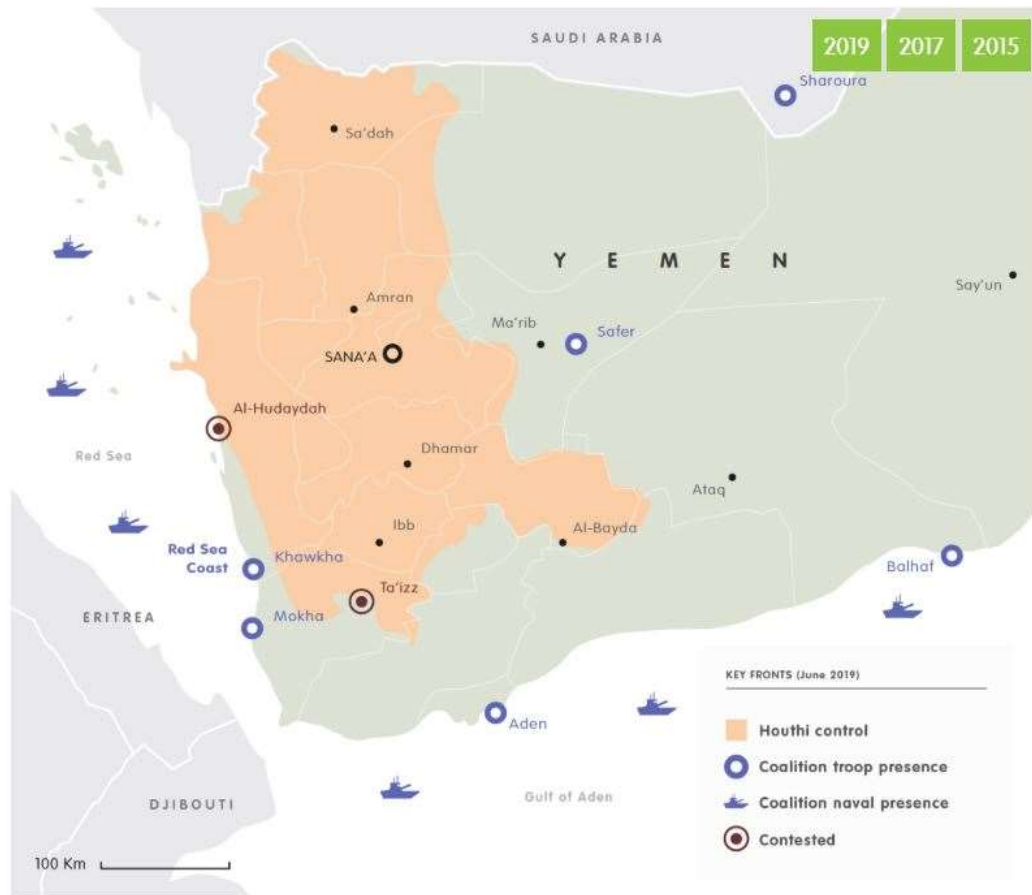 SAUDI ARABIA
2019
2017
2015
Sharoura
Sa'dah
YEMEN
Say'un
Amran
Ma'rib
Safer
SANA'A
Al-Hudaydah
Red Sea
Dhamar
Ataq
Ibb
Al-Bayda
Red Sea
Coast
Khawkha
Balhaf
Ta'izz
ERITREA
Mokha
Aden
Gulf of Aden
DJIBOUTI
100 Km
KEY FRONTS (June 2019)
Houthi control
Coalition troop presence
Coalition naval presence
Contested